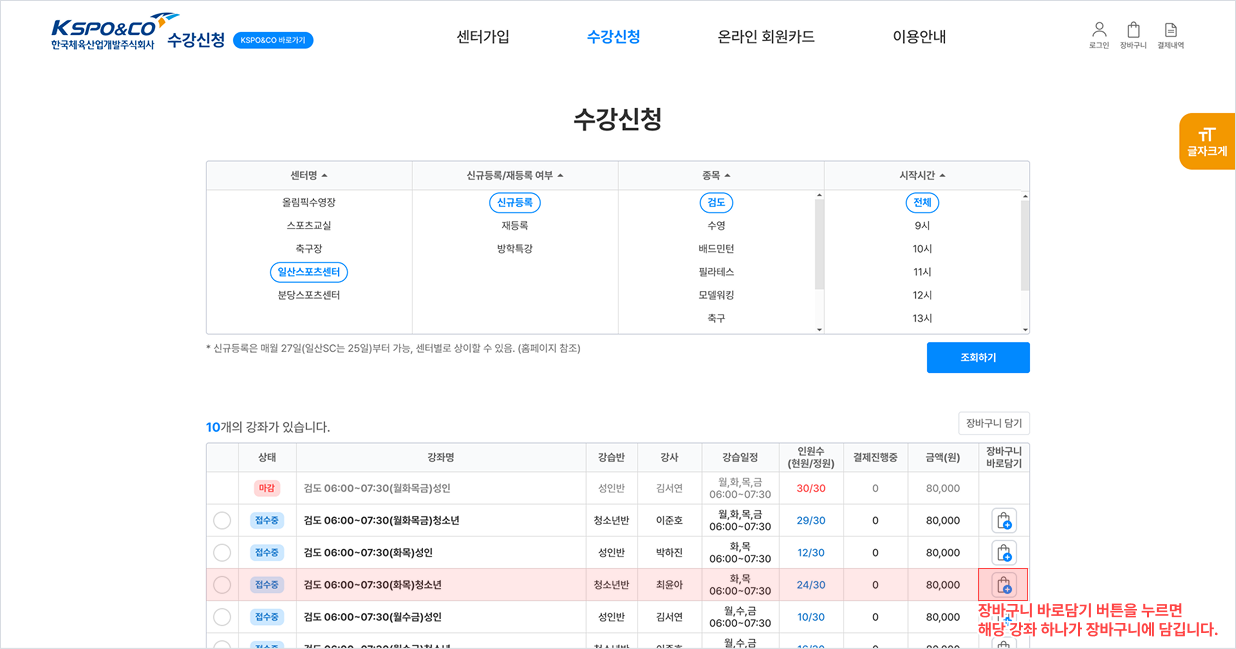 KSPO&CO
한국체육산업개발주식회사
수강신청
KSPO&CO 바로가기
센터가입
수강신청
온라인 회원카드
이용안내
로그인
장바구니
결제내역
수강신청
글자크게
센터명
신규등록/재등록 여부
종목
시작시간
올림픽수영장
신규등록
검도
전체
스포츠교실
재등록
수영
9시
축구장
방학특강
배드민턴
10시
일산스포츠센터
필라테스
11시
분당스포츠센터
모델워킹
12시
축구
13시
* 신규등록은 매월 27일(일산SC는 25일)부터 가능, 센터별로 상이할 수 있음. (홈페이지 참조)
조회하기
10개의 강좌가 있습니다.
장바구니 담기
상태
강좌명
강습반
강사
강습일정
인원수
(현원/정원)
결제진행중
금액(원)
장바구니
바로담기
마감
검도 06:00~07:30(월화목금)성인
성인반
김서연
월,화,목,금
06:00~07:30
30/30
0
80,000
접수중
검도 06:00~07:30(월화목금)청소년
청소년반
이준호
월,화,목,금
06:00~07:30
29/30
0
80,000
접수중
검도 06:00~07:30(화목)성인
성인반
박하진
화,목
06:00~07:30
12/30
0
80,000
접수중
검도 06:00~07:30(화목)청소년
청소년반
최윤아
화,목
06:00~07:30
24/30
0
80,000
접수중
검도 06:00~07:30(월수금)성인
성인반
김서연
월,수,금
06:00~07:30
10/30
0
80,000
장바구니 바로담기 버튼을 누르면
해당 강좌 하나가 장바구니에 담깁니다.
월,수,금